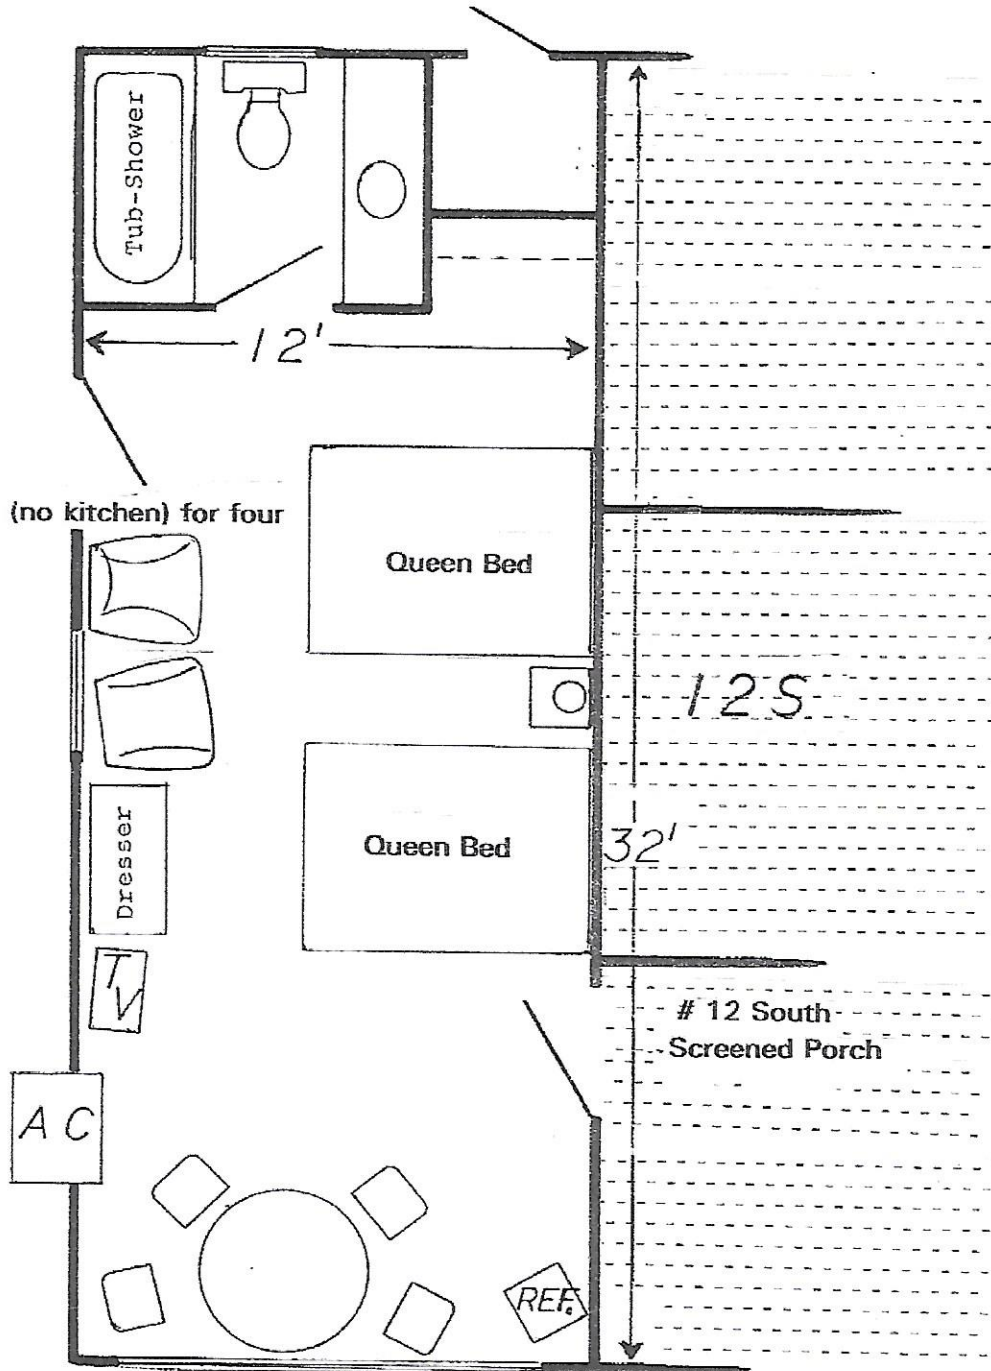 Tub-Shower
12'
(no kitchen) for four
Queen Bed
12S
Queen Bed
32'
Dresser
TV
# 12 South
Screened Porch
AC
REF.